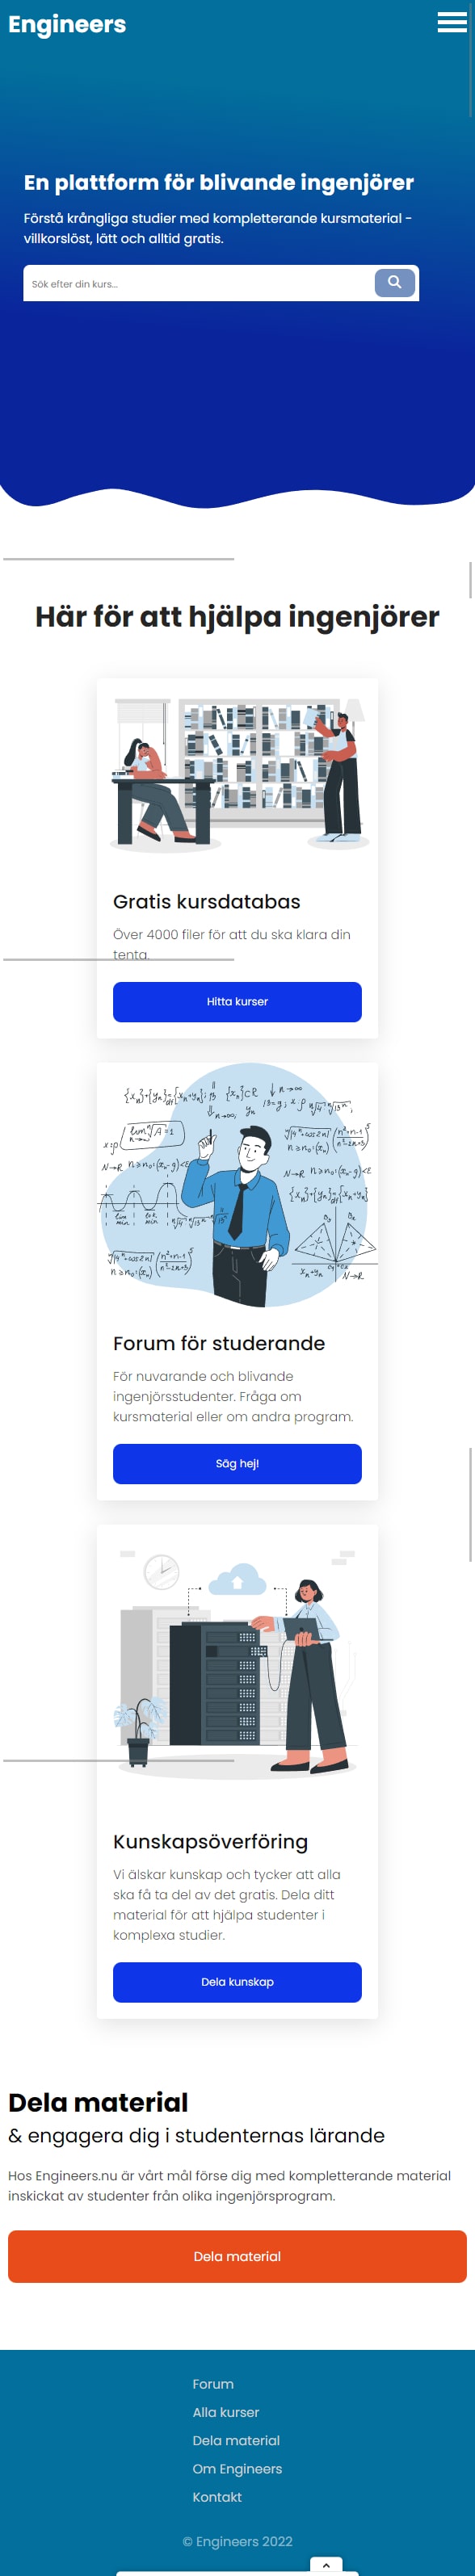 Engineers
En plattform för blivande ingenjörer
Förstå krångliga studier med kompletterande kursmaterial -
villkorslöst, lätt och alltid gratis.
Sök efter din kurs...
Här för att hjälpa ingenjörer
Gratis kursdatabas
Över 4000 filer för att du ska klara din
tenta.
Hitta kurser
Forum för studerande
För nuvarande och blivande
ingenjörsstudenter. Fråga om
kursmaterial eller om andra program.
Säg hej!
Kunskapsöverföring
Vi älskar kunskap och tycker att alla
ska få ta del av det gratis. Dela ditt
material för att hjälpa studenter i
komplexa studier.
Dela kunskap
Dela material
& engagera dig i studenternas lärande
Hos Engineers.nu är vårt mål förse dig med kompletterande material
inskickat av studenter från olika ingenjörsprogram.
Dela material
Forum
Alla kurser
Dela material
Om Engineers
Kontakt
© Engineers 2022